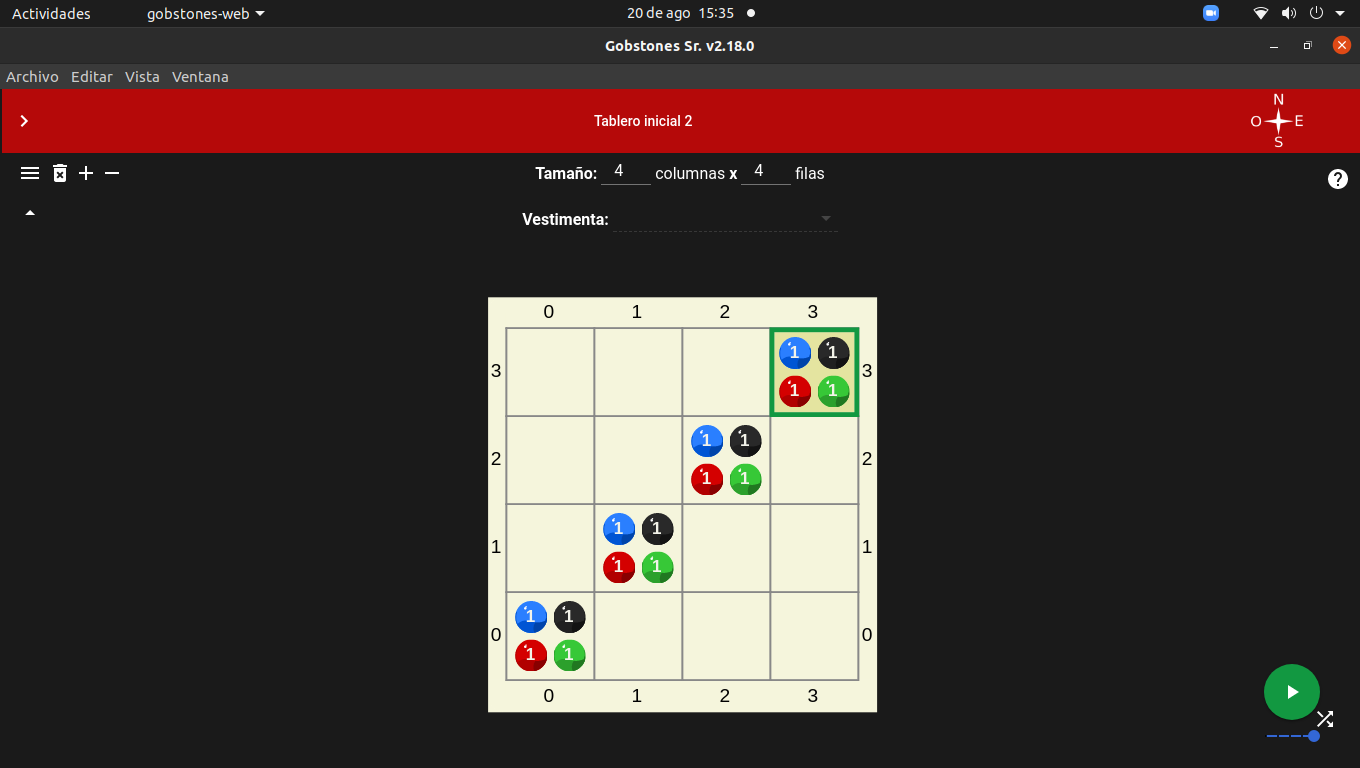 Actividades gobstones-web 20 de ago 15:35
Gobstones Sr. v2.18.0
Archivo Editar Vista Ventana
Tablero inicial 2
N
O E
S
Tamaño: 4 columnas x 4 filas
?
Vestimenta:
0 1 2 3
1 1
3 3
1 1
1 1
2 2
1 1
1 1
1 1
1 1
1 1
0 0
1 1
0 1 2 3